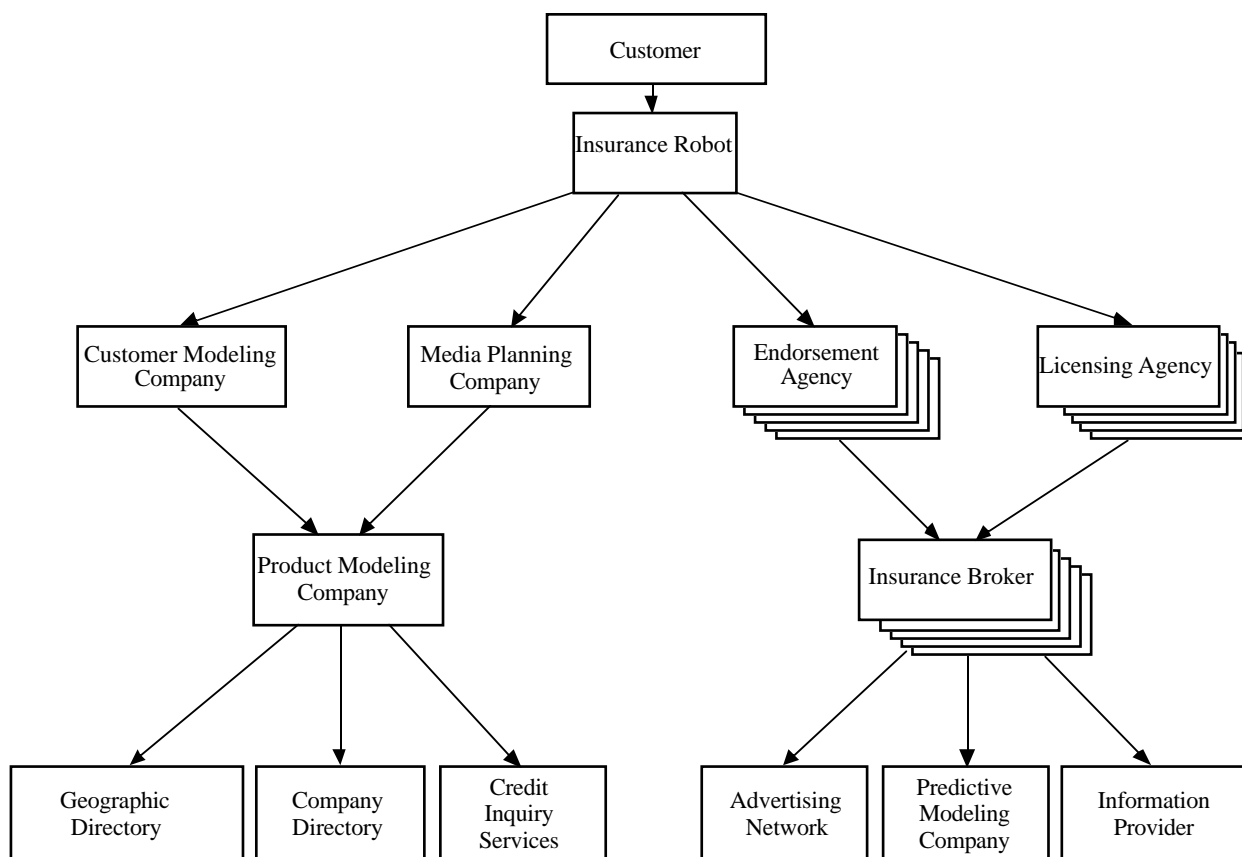 Customer
Insurance Robot
Customer Modeling
Company
Media Planning
Company
Endorsement
Agency
Licensing Agency
Product Modeling
Company
Insurance Broker
Geographic
Directory
Company
Directory
Credit
Inquiry
Services
Advertising
Network
Predictive
Modeling
Company
Information
Provider